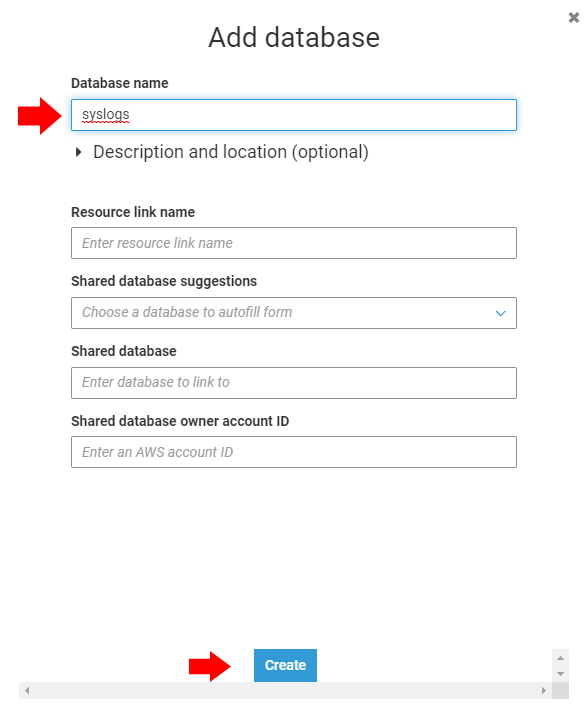 Add database
Database name
syslogs
Description and location (optional)
Resource link name
Enter resource link name
Shared database suggestions
Choose a database to autofill form
Shared database
Enter database to link to
Shared database owner account ID
Enter an AWS account ID
Create